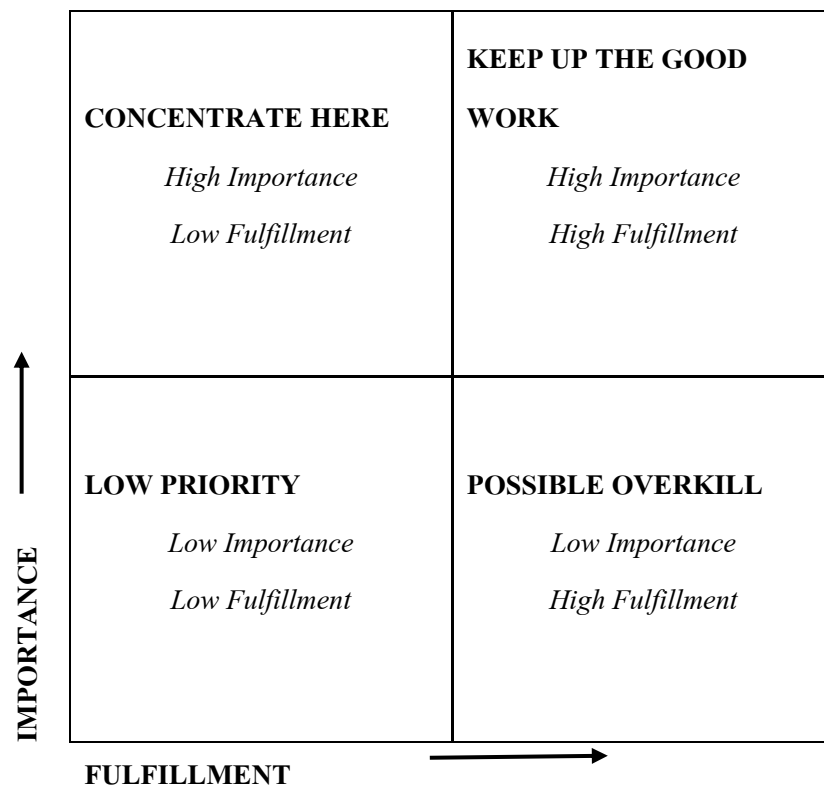 CONCENTRATE HERE
High Importance
Low Fulfillment
KEEP UP THE GOOD
WORK
High Importance
High Fulfillment
LOW PRIORITY
Low Importance
Low Fulfillment
POSSIBLE OVERKILL
Low Importance
High Fulfillment
IMPORTANCE
FULFILLMENT